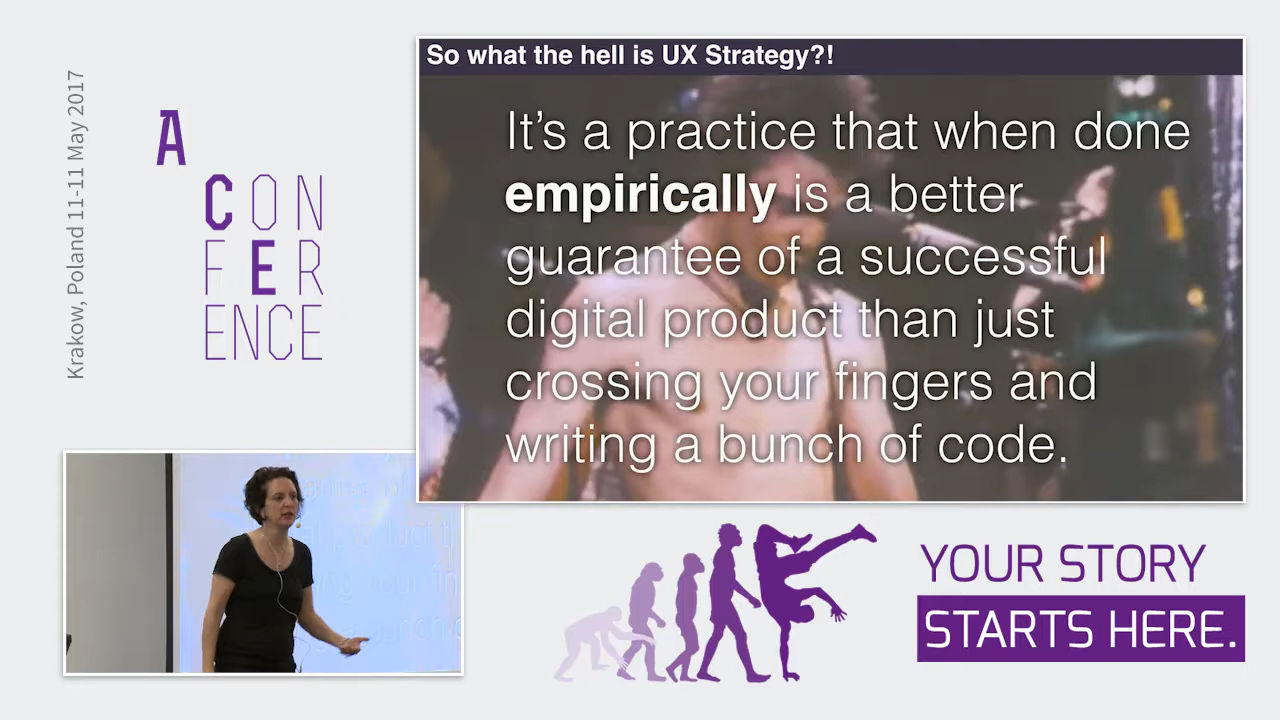 Krakow, Poland 11-11 May 2017
A
CON
FER
ENCE
So what the hell is UX Strategy?!
It's a practice that when done
empirically is a better
guarantee of a successful
digital product than just
crossing your fingers and
writing a bunch of code.
YOUR STORY
STARTS HERE.